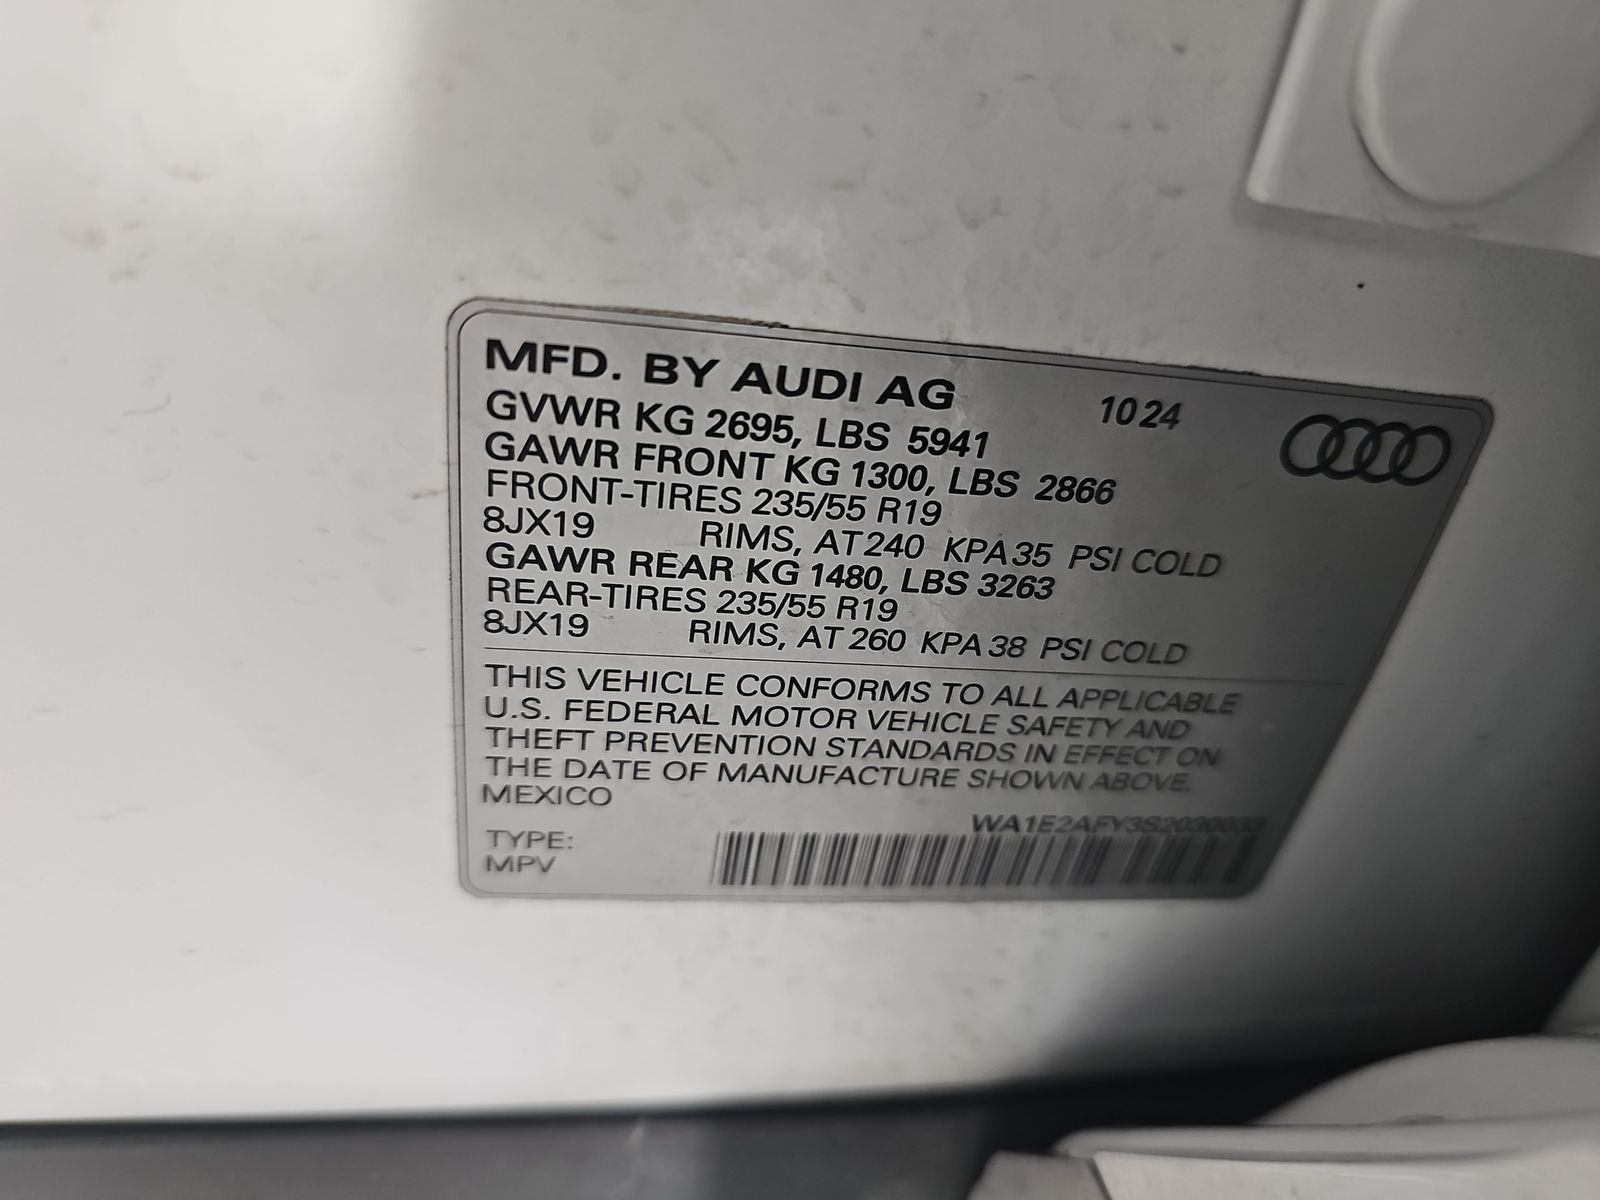 MFD. BY AUDI AG 10 24
GVWR KG 2695, LBS 5941
GAWR FRONT KG 1300, LBS 2866
FRONT-TIRES 235/55 R19
8JX19 RIMS, AT 240 KPA 35 PSI COLD
GAWR REAR KG 1480, LBS 3263
REAR-TIRES 235/55 R19
8JX19 RIMS, AT 260 KPA 38 PSI COLD
THIS VEHICLE CONFORMS TO ALL APPLICABLE
U.S. FEDERAL MOTOR VEHICLE SAFETY AND
THEFT PREVENTION STANDARDS IN EFFECT ON
THE DATE OF MANUFACTURE SHOWN ABOVE.
MEXICO
WA1E2AFY3S2030033
TYPE:
MPV